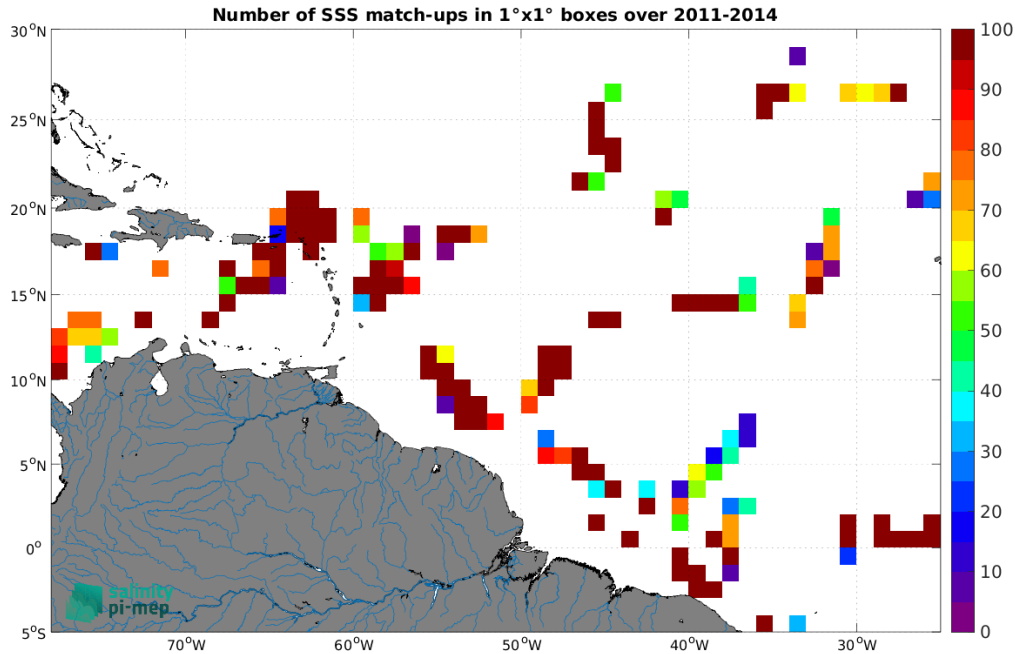 Number of SSS match-ups in 1°x1° boxes over 2011-2014
30°N
25°N
20°N
15°N
10°N
5°N
0°
5°S
70°W
60°W
50°W
40°W
30°W
100
90
80
70
60
50
40
30
20
10
0
salinity
pi-mep